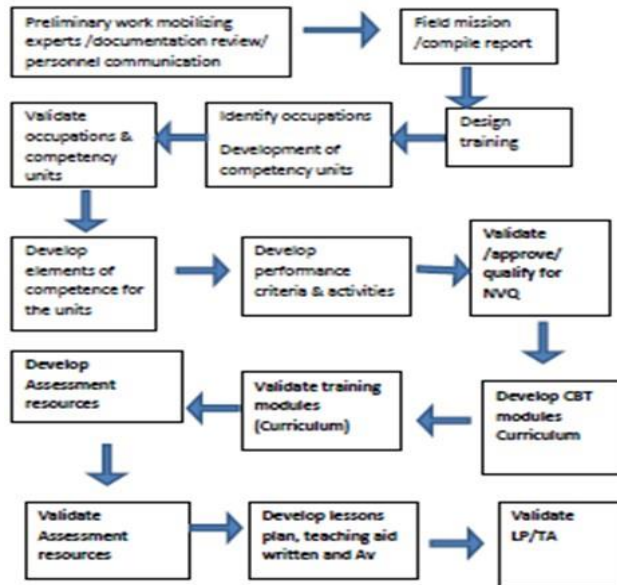 Preliminary work mobilizing
experts /documentation review/
personnel communication
Field mission
/compile report
Design
training
Identify occupations
Development of
competency units
Validate
occupations &
competency
units
Develop
elements of
competence for
the units
Develop
performance
criteria & activities
Validate
/approve/
qualify for
NVQ
Develop CBT
modules
Curriculum
Validate training
modules
(Curriculum)
Develop
Assessment
resources
Validate
Assessment
resources
Develop lessons
plan, teaching aid
written and Av
Validate
LP/TA